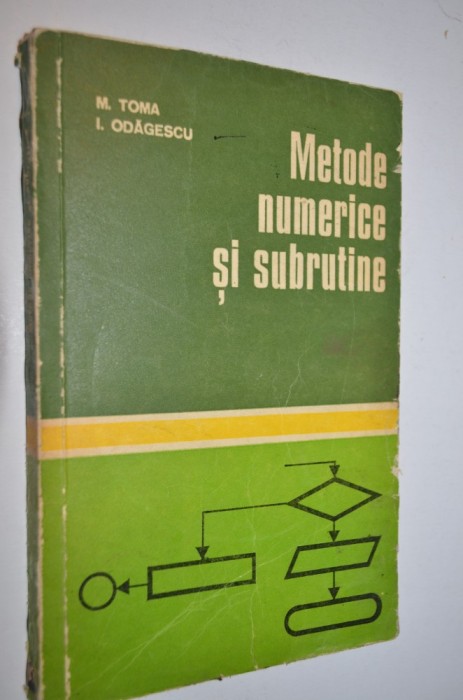 M. TOMA
I. ODĂGESCU
Metode
numerice
și subrutine